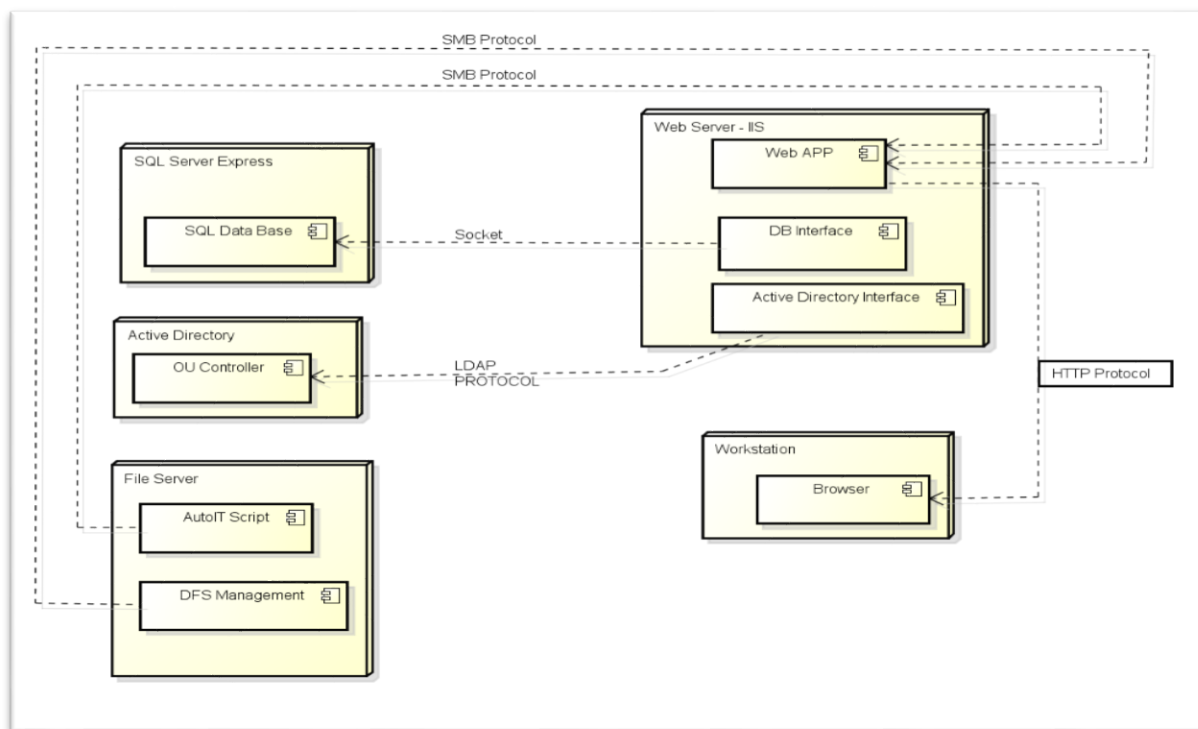 SMB Protocol
SMB Protocol
Web Server - IIS
Web APP
SQL Server Express
SQL Data Base
Socket
DB Interface
Active Directory Interface
Active Directory
OU Controller
LDAP
PROTOCOL
HTTP Protocol
Workstation
Browser
File Server
AutoIT Script
DFS Management